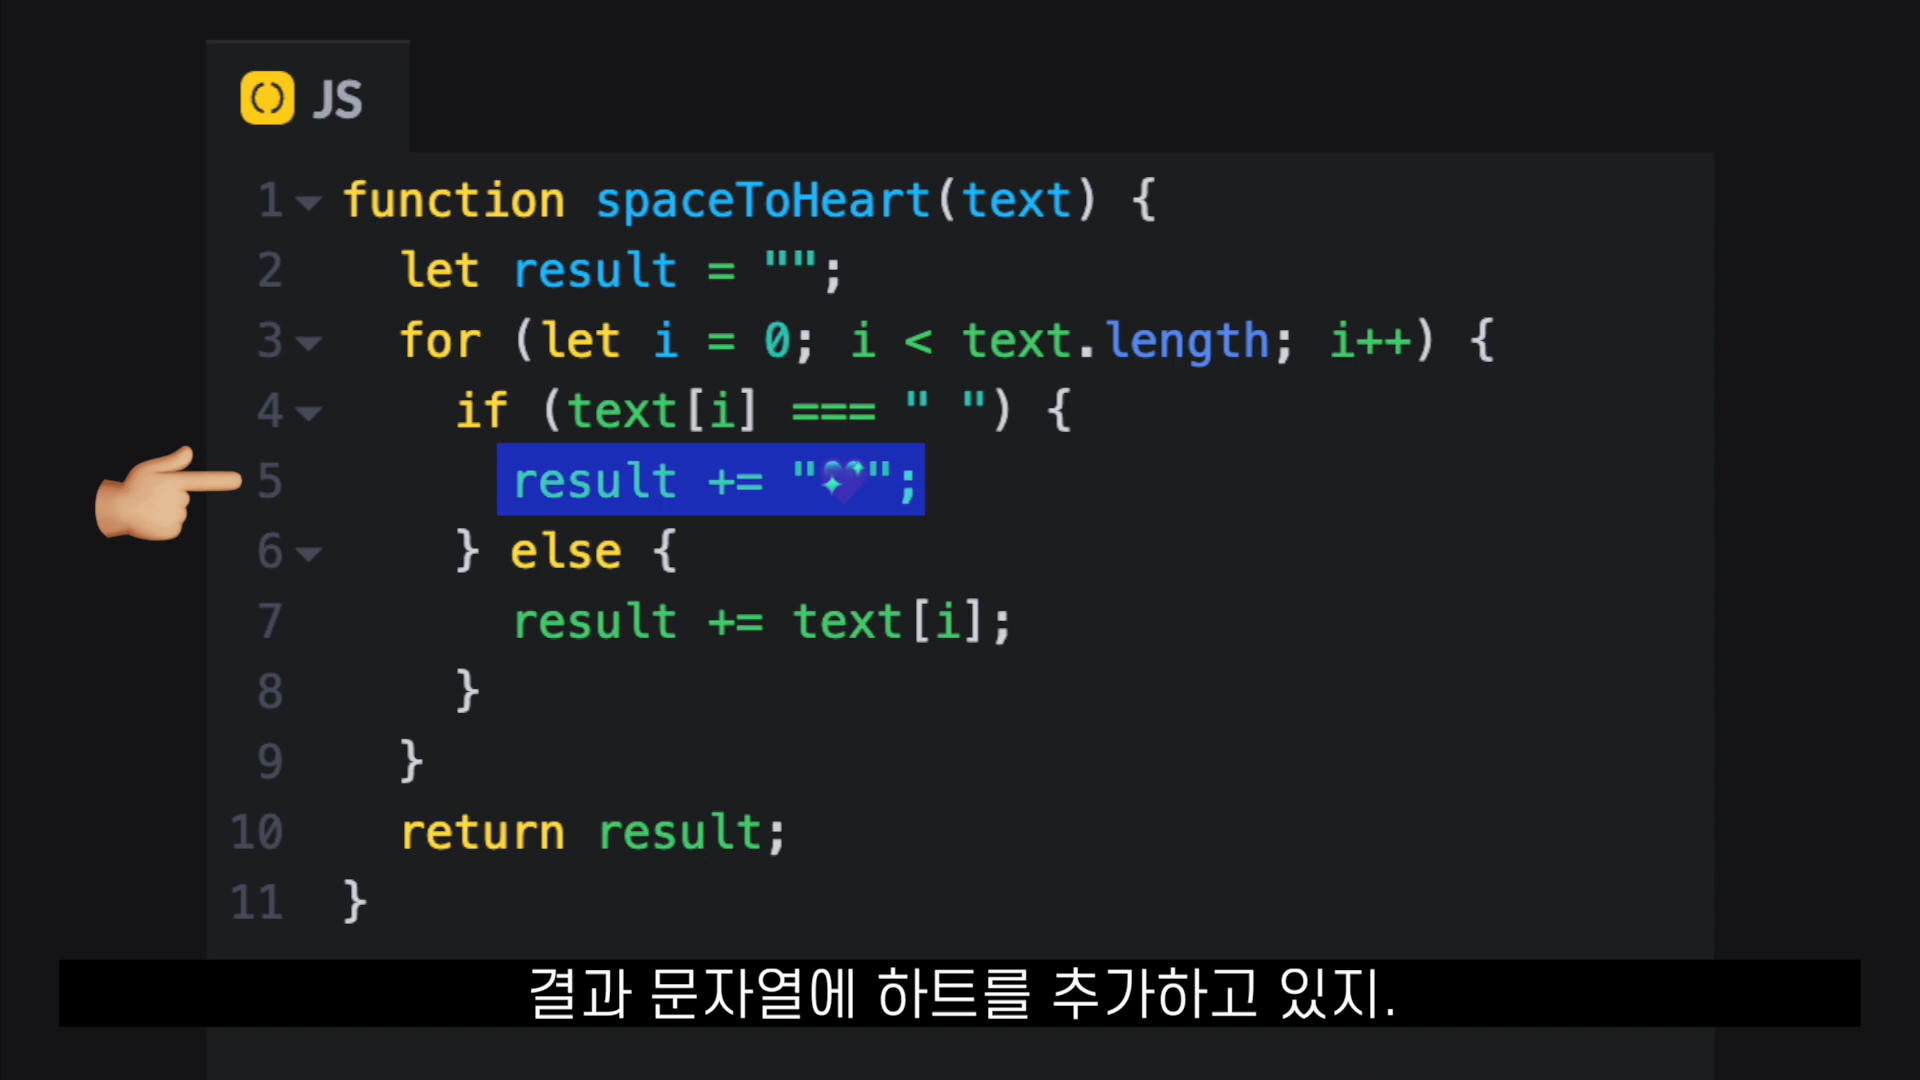 () JS
1 function spaceToHeart(text) {
2 let result = "";
3 for (let i = 0; i < text.length; i++) {
4 if (text[i] === " ") {
5 result += "💖";
6 } else {
7 result += text[i];
8 }
9 }
10 return result;
11 }
결과 문자열에 하트를 추가하고 있지.